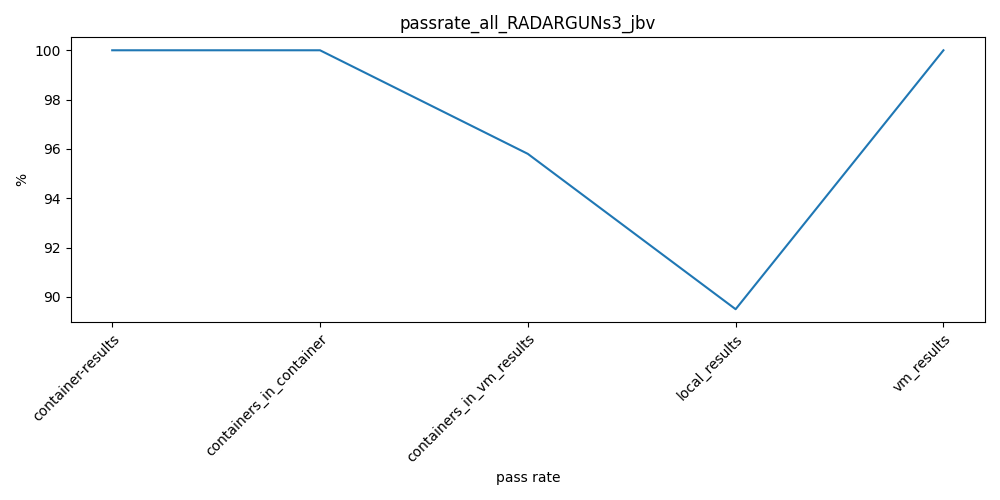 passrate_all_RADARGUNs3_jbv
100
98
96
94
92
90
%
container-results
containers_in_container
containers_in_vm_results
local_results
vm_results
pass rate